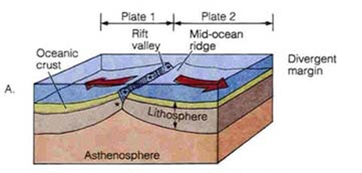 Plate 1 Plate 2
Rift
valley
Mid-ocean
ridge
Oceanic
crust
Divergent
margin
A.
Lithosphere
Asthenosphere